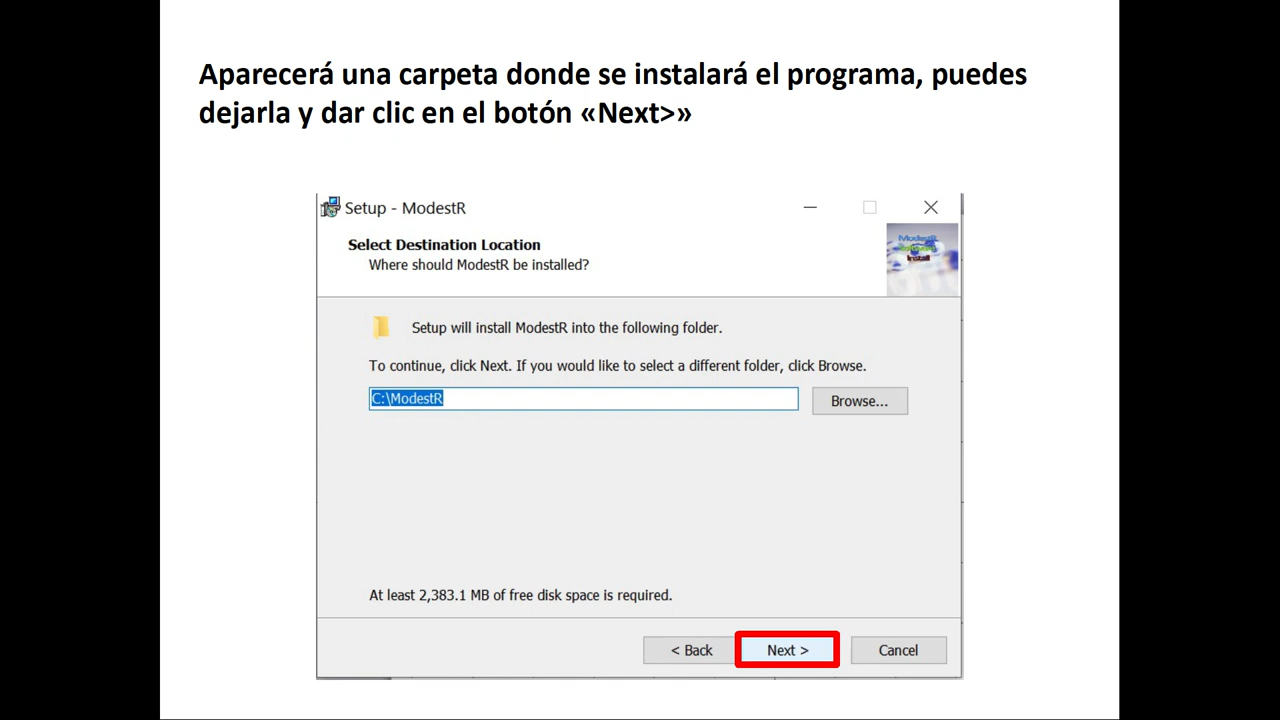 Aparecerá una carpeta donde se instalará el programa, puedes
dejarla y dar clic en el botón «Next>»
Setup - ModestR
Select Destination Location
Where should ModestR be installed?
ModestR
Install
Setup will install ModestR into the following folder.
To continue, click Next. If you would like to select a different folder, click Browse.
C:\ModestR
Browse...
At least 2,383.1 MB of free disk space is required.
< Back
Next >
Cancel